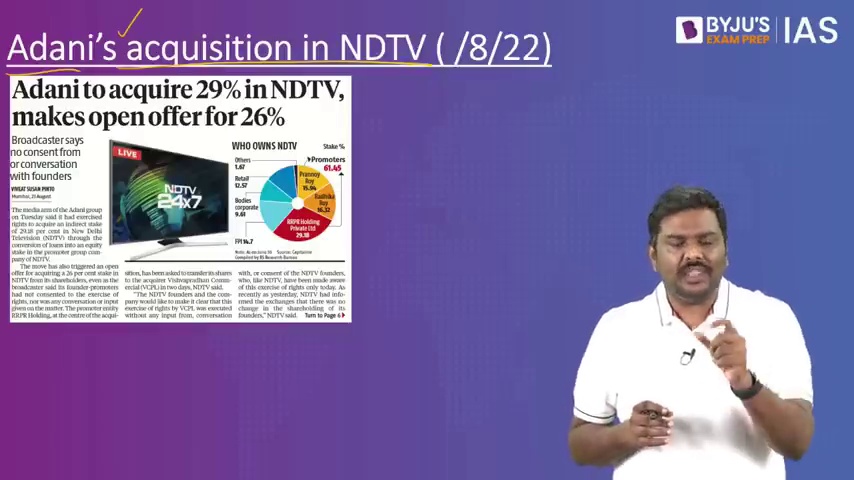 Adani's acquisition in NDTV ( /8/22)
BYJU'S
EXAM PREP
IAS
Adani to acquire 29% in NDTV,
makes open offer for 26%
Broadcaster says
no consent from
or conversation
with founders
VIVEAT SUSAN PINTO
Mumbai, 23 August
The media arm of the Adani group
on Tuesday said it had exercised
rights to acquire an indirect stake
of 29.18 per cent in New Delhi
Television (NDTV) through the
conversion of loans into an equity
stake in the promoter group com-
pany of NDTV.
The move has also triggered an open
offer for acquiring a 26 per cent stake in
NDTV from its shareholders, even as the
broadcaster said its founder-promoters
had not consented to the exercise of
rights, nor was any conversation or input
given on the matter. The promoter entity
RRPR Holding, at the centre of the acqui-
LIVE
NDTV
24x7
WHO OWNS NDTV
Stake %
Others
1.67
Retail
12.57
Bodies
corporate
9.61
FPI 14.7
Promoters
61.45
Prannoy
Roy
15.94
Radhika
Roy
16.32
RRPR Holding
Private Ltd
29.18
Source: Capitaline
Compiled by BS Research Bureau
sition, has been asked to transfer its shares
to the acquirer Vishvapradhan Comme-
rcial (VCPL) in two days, NDTV said.
"The NDTV founders and the com-
pany would like to make it clear that this
exercise of rights by VCPL was executed
without any input from, conversation
with, or consent of the NDTV founders,
who, like NDTV, have been made aware
of this exercise of rights only today. As
recently as yesterday, NDTV had info-
rmed the exchanges that there was no
change in the shareholding of its
founders," NDTV said. Turn to Page 6